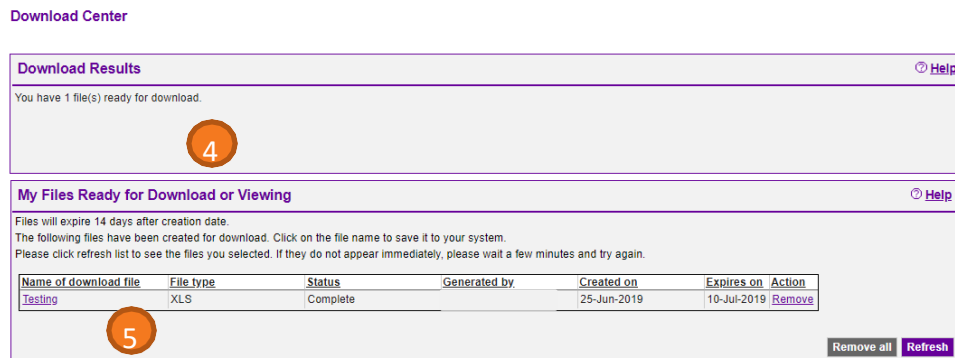 Download Center
Download Results
Help
You have 1 file(s) ready for download.
4
My Files Ready for Download or Viewing
Help
Files will expire 14 days after creation date.
The following files have been created for download. Click on the file name to save it to your system.
Please click refresh list to see the files you selected. If they do not appear immediately, please wait a few minutes and try again.
Name of download file File type Status Generated by Created on Expires on Action
Testing XLS Complete 25-Jun-2019 10-Jul-2019 Remove
5
Remove all Refresh